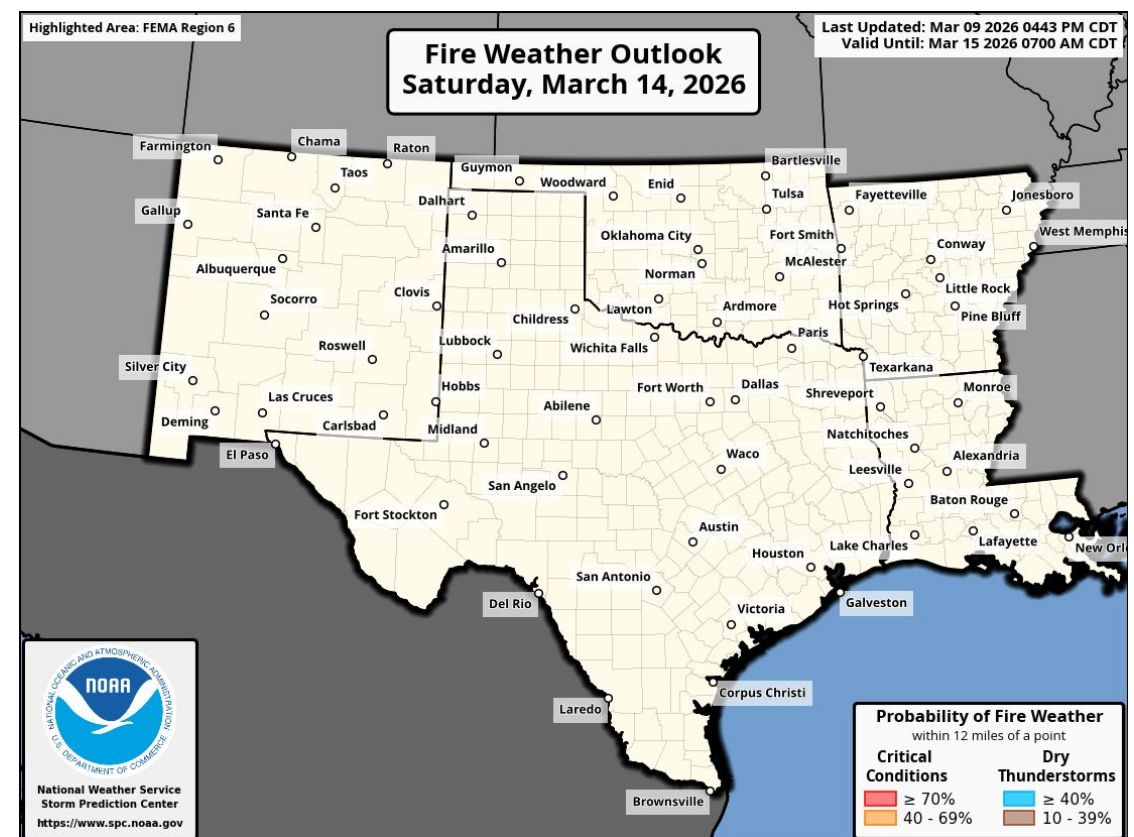 Highlighted Area: FEMA Region 6
Fire Weather Outlook
Saturday, March 14, 2026
Last Updated: Mar 09 2026 0443 PM CDT
Valid Until: Mar 15 2026 0700 AM CDT
Farmington
Chama
Raton
Taos
Guymon
Woodward
Enid
Bartlesville
Tulsa
Fayetteville
Jonesboro
Gallup
Santa Fe
Dalhart
Oklahoma City
Fort Smith
Conway
West Memphis
Albuquerque
Amarillo
Norman
McAlester
Little Rock
Socorro
Clovis
Childress
Lawton
Ardmore
Hot Springs
Pine Bluff
Roswell
Lubbock
Wichita Falls
Paris
Texarkana
Silver City
Las Cruces
Hobbs
Abilene
Fort Worth
Dallas
Shreveport
Monroe
Deming
Carlsbad
Midland
Natchitoches
El Paso
San Angelo
Waco
Leesville
Alexandria
Fort Stockton
Austin
Baton Rouge
Houston
Lake Charles
Lafayette
New Orl
Del Rio
San Antonio
Victoria
Galveston
Laredo
Corpus Christi
Brownsville
NATIONAL OCEANIC AND ATMOSPHERIC ADMINISTRATION
NOAA
U.S. DEPARTMENT OF COMMERCE
National Weather Service
Storm Prediction Center
https://www.spc.noaa.gov
Probability of Fire Weather
within 12 miles of a point
Critical Conditions
Dry Thunderstorms
≥ 70%
≥ 40%
40 - 69%
10 - 39%